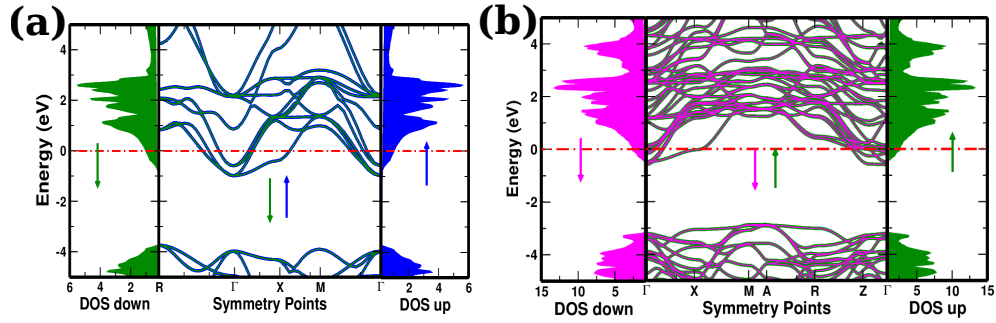 (a)
Energy (eV)
4
2
0
-2
-4
6 4 2 R Γ X M Γ 2 4 6
DOS down Symmetry Points DOS up
(b)
Energy (eV)
4
2
0
-2
-4
15 10 5 Γ X M A R Z Γ 5 10 15
DOS down Symmetry Points DOS up